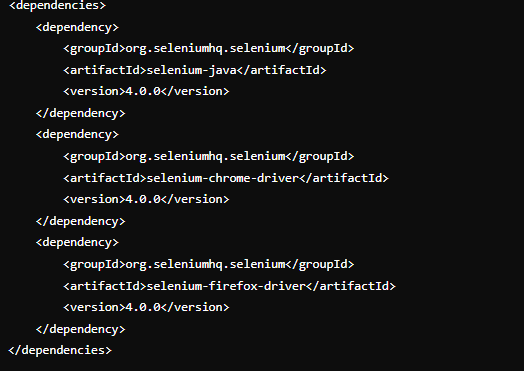 <dependencies>
    <dependency>
        <groupId>org.seleniumhq.selenium</groupId>
        <artifactId>selenium-java</artifactId>
        <version>4.0.0</version>
    </dependency>
    <dependency>
        <groupId>org.seleniumhq.selenium</groupId>
        <artifactId>selenium-chrome-driver</artifactId>
        <version>4.0.0</version>
    </dependency>
    <dependency>
        <groupId>org.seleniumhq.selenium</groupId>
        <artifactId>selenium-firefox-driver</artifactId>
        <version>4.0.0</version>
    </dependency>
</dependencies>